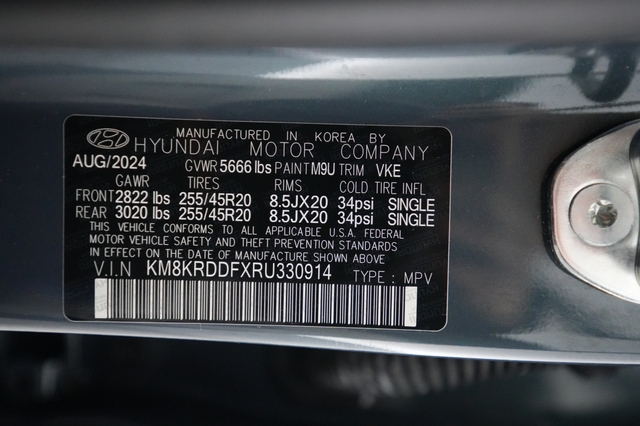 MANUFACTURED IN KOREA BY
HYUNDAI MOTOR COMPANY
AUG/2024 GVWR 5666 lbs PAINT M9U TRIM VKE
GAWR TIRES RIMS COLD TIRE INFL
FRONT 2822 lbs 255/45R20 8.5JX20 34psi SINGLE
REAR 3020 lbs 255/45R20 8.5JX20 34psi SINGLE
THIS VEHICLE CONFORMS TO ALL APPLICABLE U.S.A. FEDERAL
MOTOR VEHICLE SAFETY, BUMPER, AND THEFT PREVENTION STANDARDS
IN EFFECT ON THE DATE OF MANUFACTURE SHOWN ABOVE
V.I.N KM8KRDDFXRU330914 TYPE : MPV